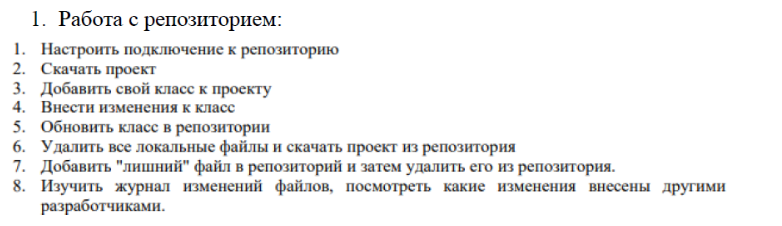 1. Работа с репозиторием:
1. Настроить подключение к репозиторию
2. Скачать проект
3. Добавить свой класс к проекту
4. Внести изменения к класс
5. Обновить класс в репозитории
6. Удалить все локальные файлы и скачать проект из репозитория
7. Добавить "лишний" файл в репозиторий и затем удалить его из репозитория.
8. Изучить журнал изменений файлов, посмотреть какие изменения внесены другими
разработчиками.